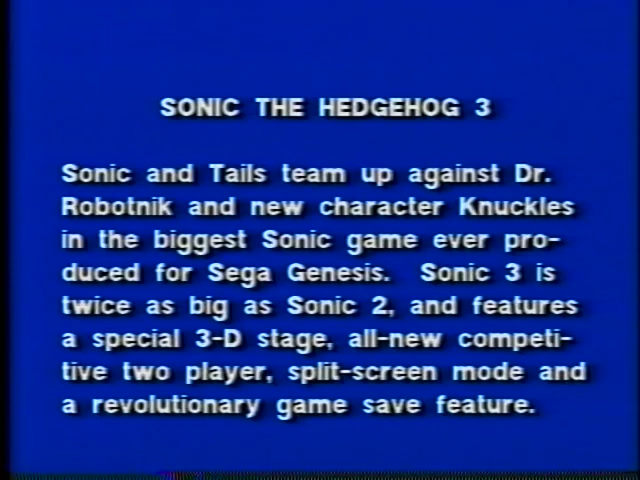 SONIC THE HEDGEHOG 3
Sonic and Tails team up against Dr.
Robotnik and new character Knuckles
in the biggest Sonic game ever pro-
duced for Sega Genesis. Sonic 3 is
twice as big as Sonic 2, and features
a special 3-D stage, all-new competi-
tive two player, split-screen mode and
a revolutionary game save feature.